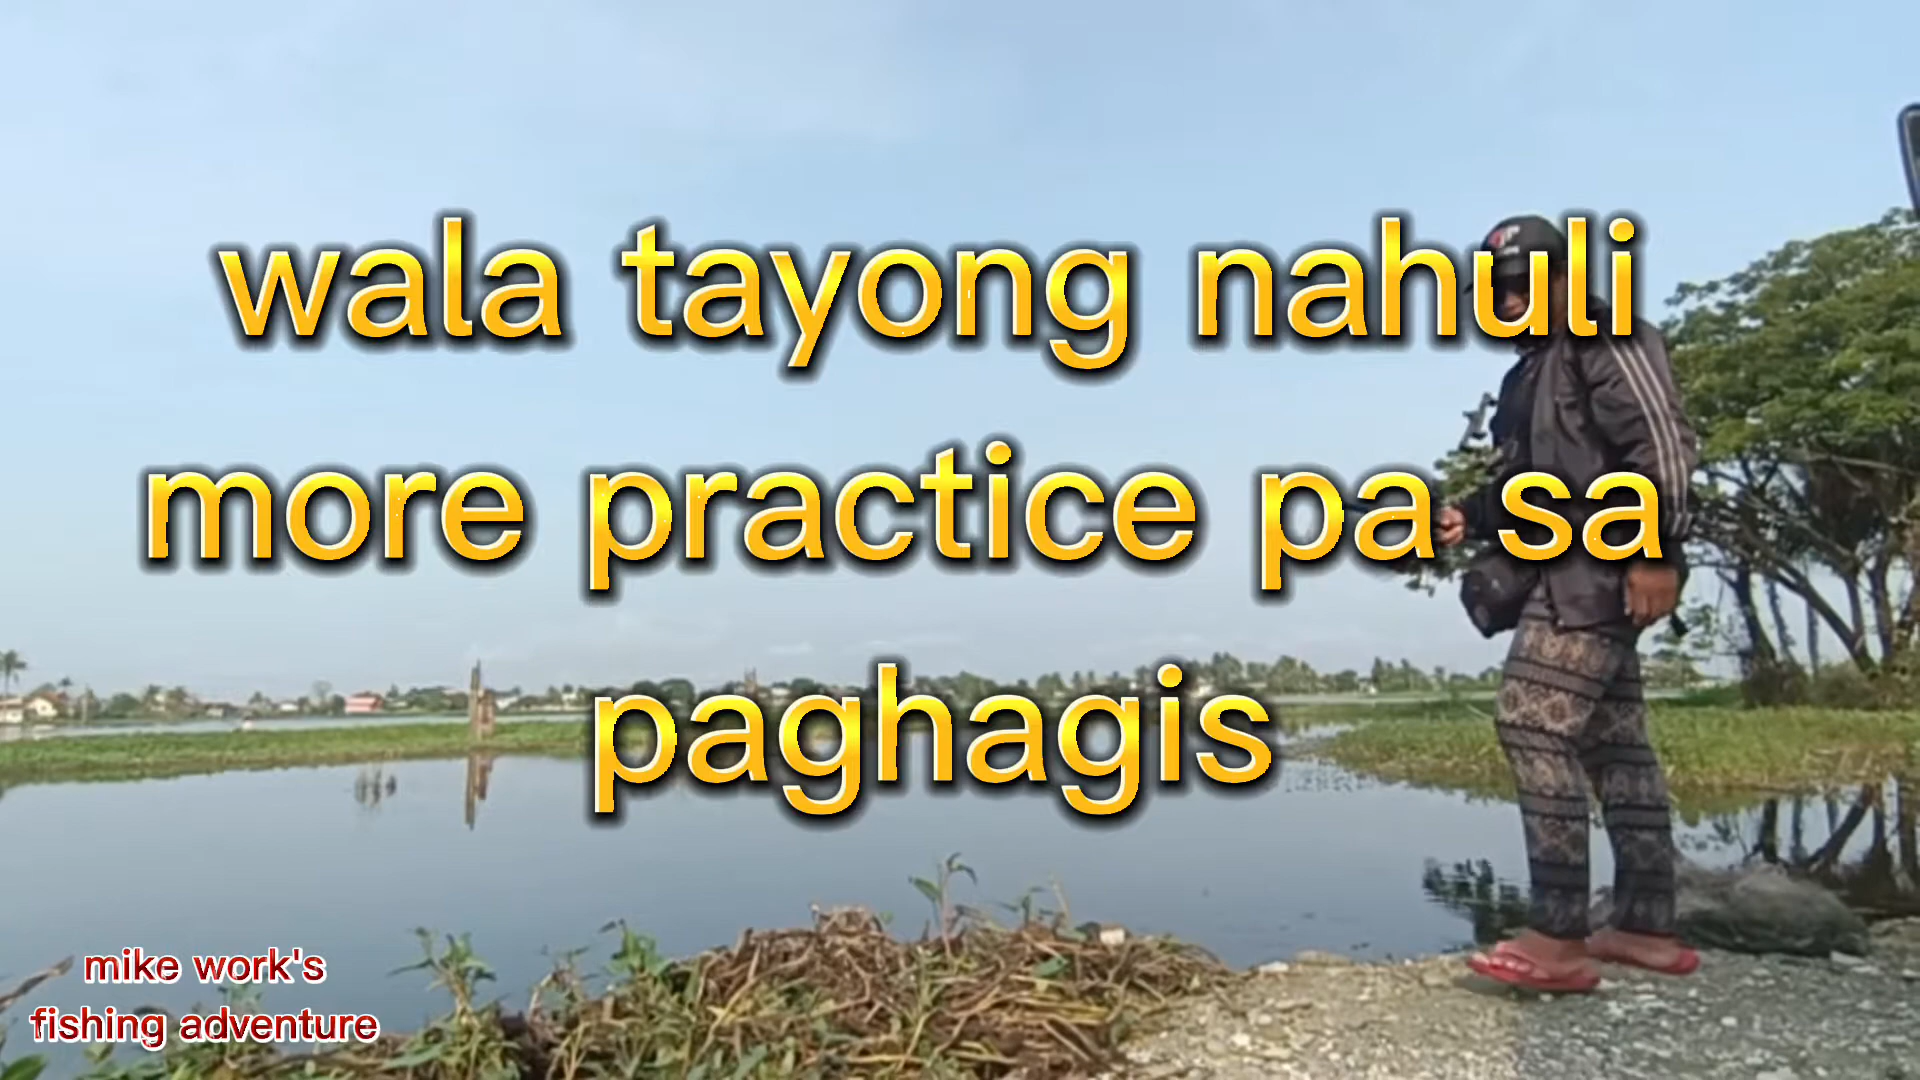 wala tayong nahuli
more practice pa sa
paghagis
mike work's
fishing adventure